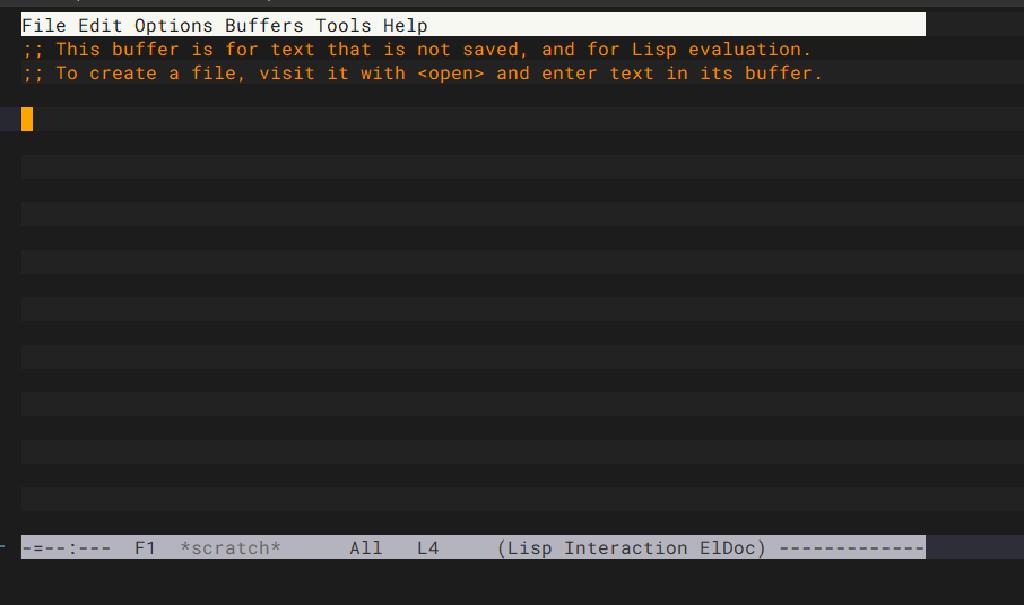 File Edit Options Buffers Tools Help
;; This buffer is for text that is not saved, and for Lisp evaluation.
;; To create a file, visit it with <open> and enter text in its buffer.
-=--:---  F1  *scratch*      All   L4     (Lisp Interaction ElDoc) -------------